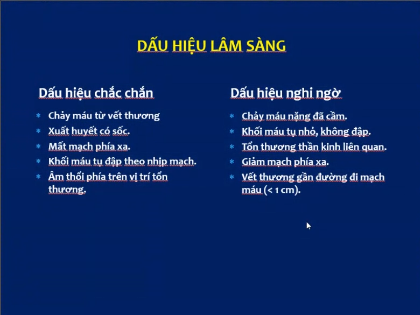 DẤU HIỆU LÂM SÀNG
Dấu hiệu chắc chắn
Chảy máu từ vết thương
Xuất huyết có sốc.
Mất mạch phía xa.
Khối máu tụ đập theo nhịp mạch.
Âm thổi phía trên vị trí tổn
thương.
Dấu hiệu nghi ngờ
Chảy máu nặng đã cầm.
Khối máu tụ nhỏ, không đập.
Tổn thương thần kinh liên quan.
Giảm mạch phía xa.
Vết thương gần đường đi mạch
máu (< 1 cm).